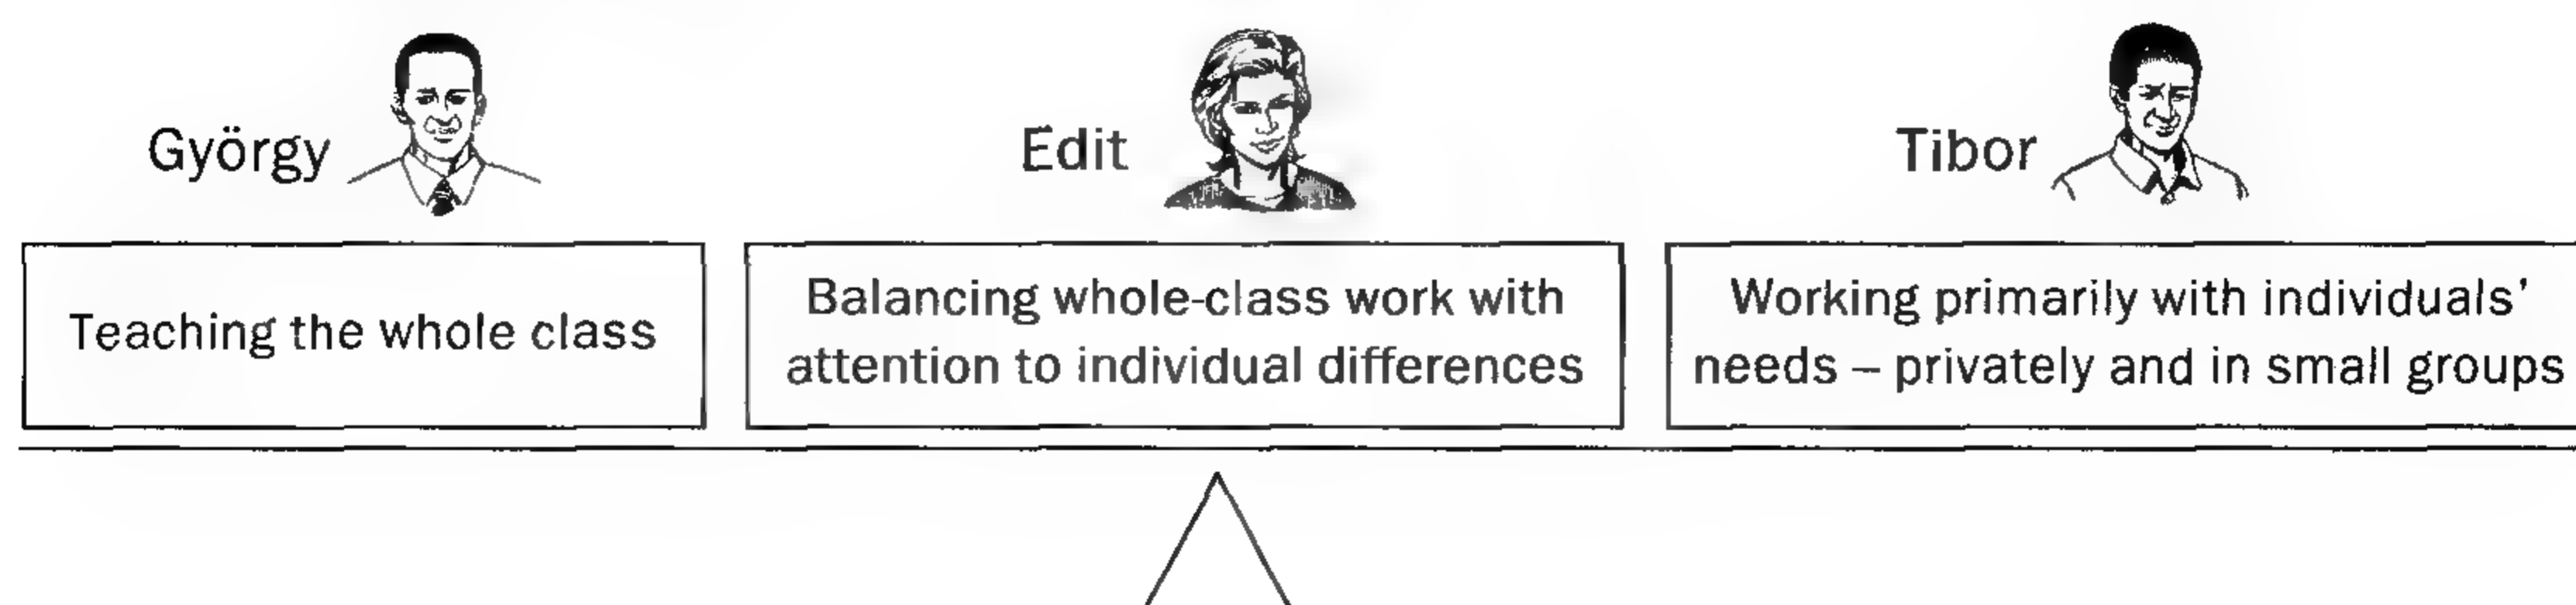 György
Edit
Tibor
Teaching the whole class
Balancing whole-class work with
attention to individual differences
Working primarily with individuals'
needs – privately and in small groups